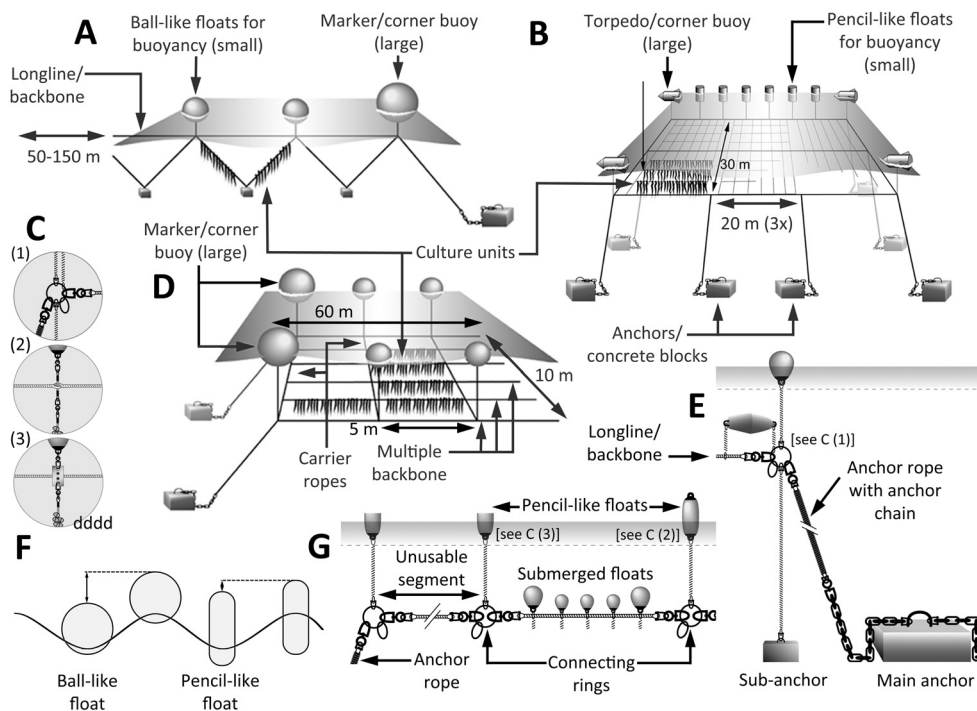 A
Ball-like floats for
buoyancy (small)
Marker/corner buoy
(large)
Longline/
backbone
50-150 m
Torpedo/corner buoy
(large)
B
Pencil-like floats
for buoyancy
(small)
30 m
20 m (3x)
Culture units
Anchors/
concrete blocks
C
(1)
(2)
(3)
dddd
Marker/corner
buoy (large)
D
60 m
10 m
5 m
Carrier
ropes
Multiple
backbone
E
Longline/
backbone
[see C (1)]
Anchor rope
with anchor
chain
Sub-anchor
Main anchor
F
Ball-like
float
Pencil-like
float
G
Pencil-like floats
[see C (3)]
[see C (2)]
Unusable
segment
Submerged floats
Anchor
rope
Connecting
rings